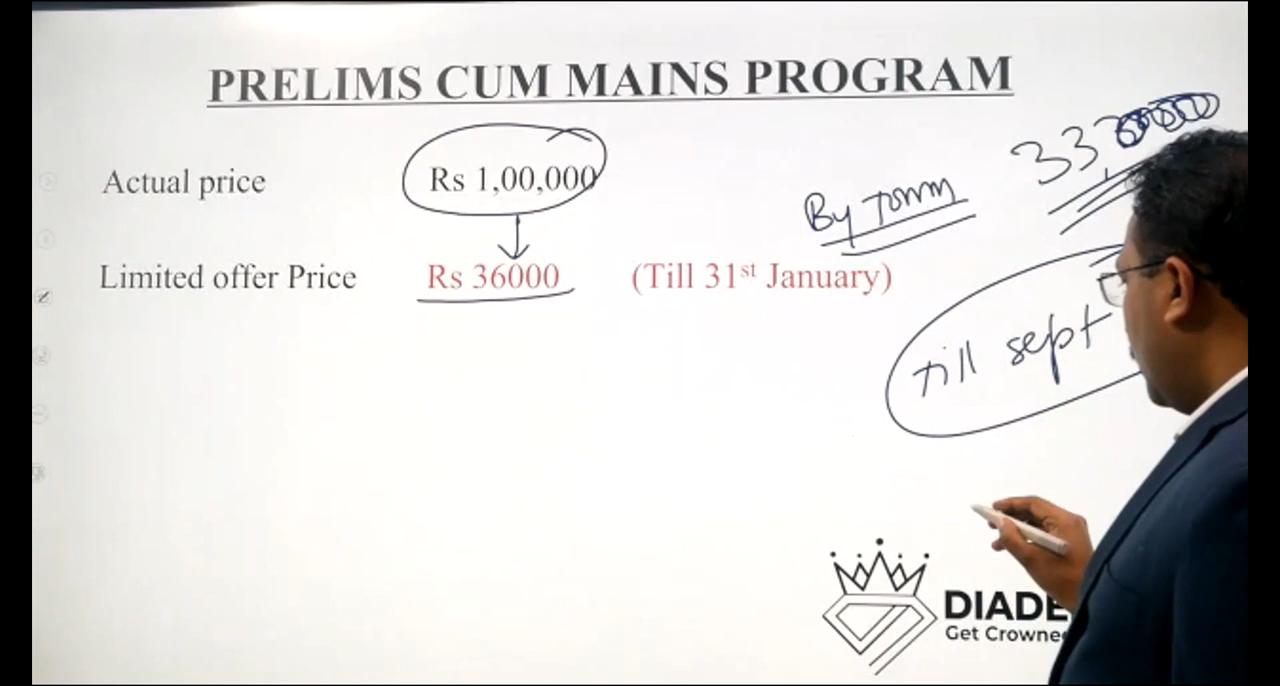 PRELIMS CUM MAINS PROGRAM
33,
Actual price Rs 1,00,000
By tomm
Limited offer Price Rs 36000 (Till 31st January)
Till sept
DIADE
Get Crowne